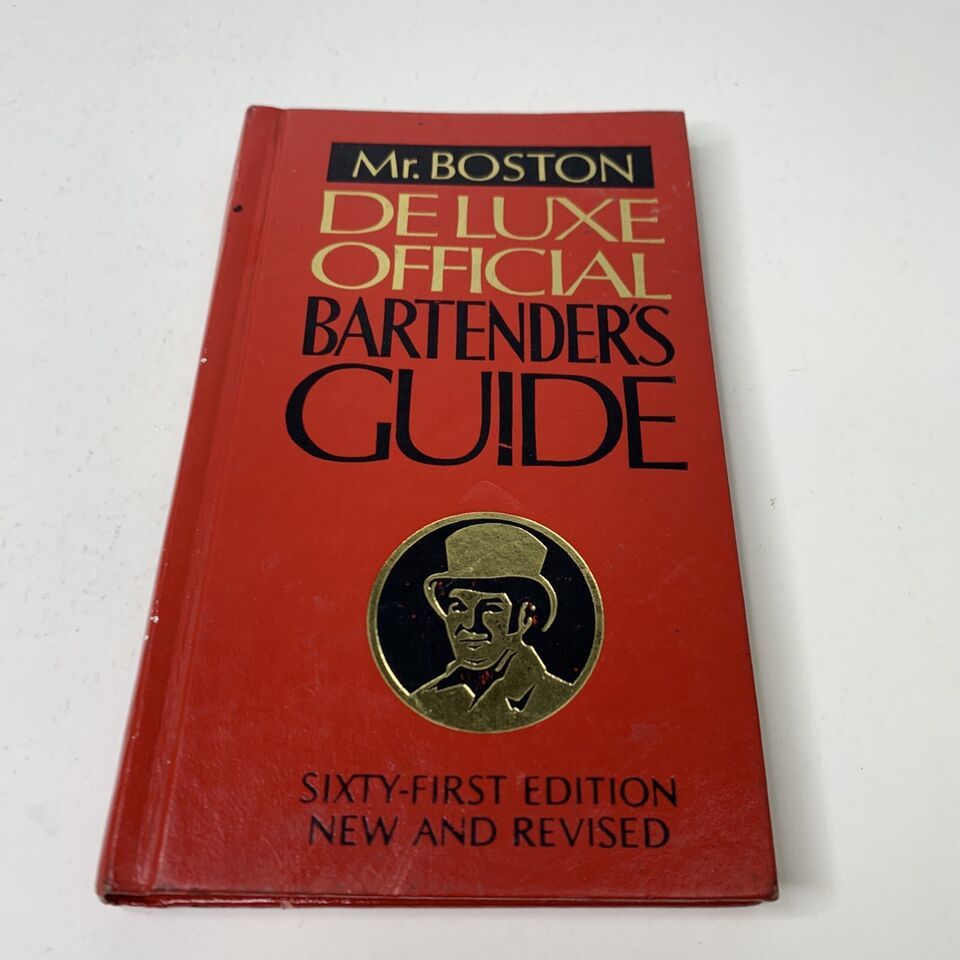 Mr. BOSTON
DE LUXE
OFFICIAL
BARTENDER'S
GUIDE
SIXTY-FIRST EDITION
NEW AND REVISED